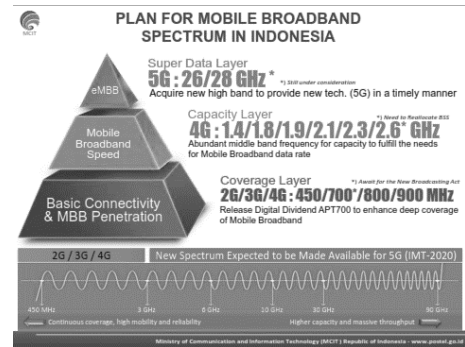 MCIT
PLAN FOR MOBILE BROADBAND
SPECTRUM IN INDONESIA
Super Data Layer
5G : 26/28 GHz* *) Still under consideration
Acquire new high band to provide new tech. (5G) in a timely manner
eMBB
Capacity Layer *) Need to Reallocate BSS
4G : 1.4/1.8/1.9/2.1/2.3/2.6* GHz
Abundant middle band frequency for capacity to fulfill the needs
for Mobile Broadband data rate
Mobile
Broadband
Speed
Coverage Layer *) Await for the New Broadcasting Act
2G/3G/4G : 450/700*/800/900 MHz
Release Digital Dividend APT700 to enhance deep coverage
of Mobile Broadband
Basic Connectivity
& MBB Penetration
2G / 3G / 4G New Spectrum Expected to be Made Available for 5G (IMT-2020)
450 MHz 3 GHz 6 GHz 10 GHz 30 GHz 90 GHz
Continuous coverage, high mobility and reliability Higher capacity and massive throughput
Ministry of Communication and Information Technology (MCIT) Republic of Indonesia - www.postel.go.id